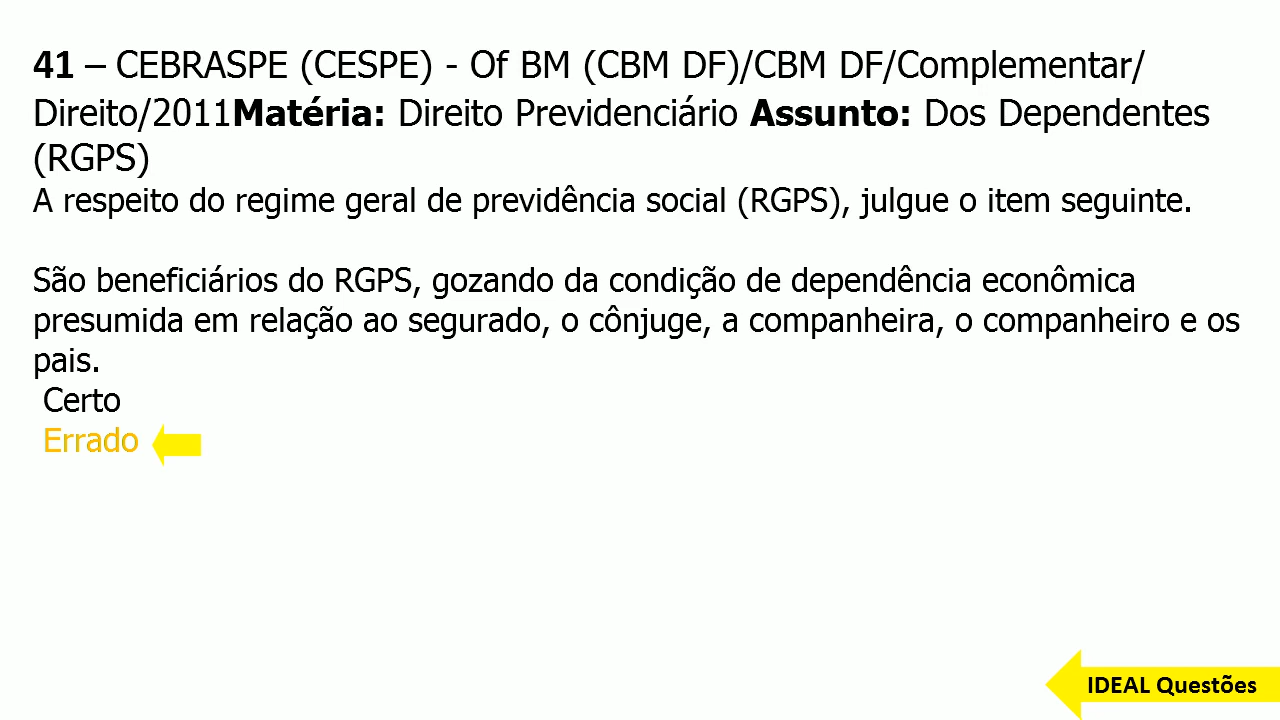 41 – CEBRASPE (CESPE) - Of BM (CBM DF)/CBM DF/Complementar/
Direito/2011Matéria: Direito Previdenciário Assunto: Dos Dependentes
(RGPS)
A respeito do regime geral de previdência social (RGPS), julgue o item seguinte.
São beneficiários do RGPS, gozando da condição de dependência econômica
presumida em relação ao segurado, o cônjuge, a companheira, o companheiro e os
pais.
Certo
Errado
IDEAL Questões